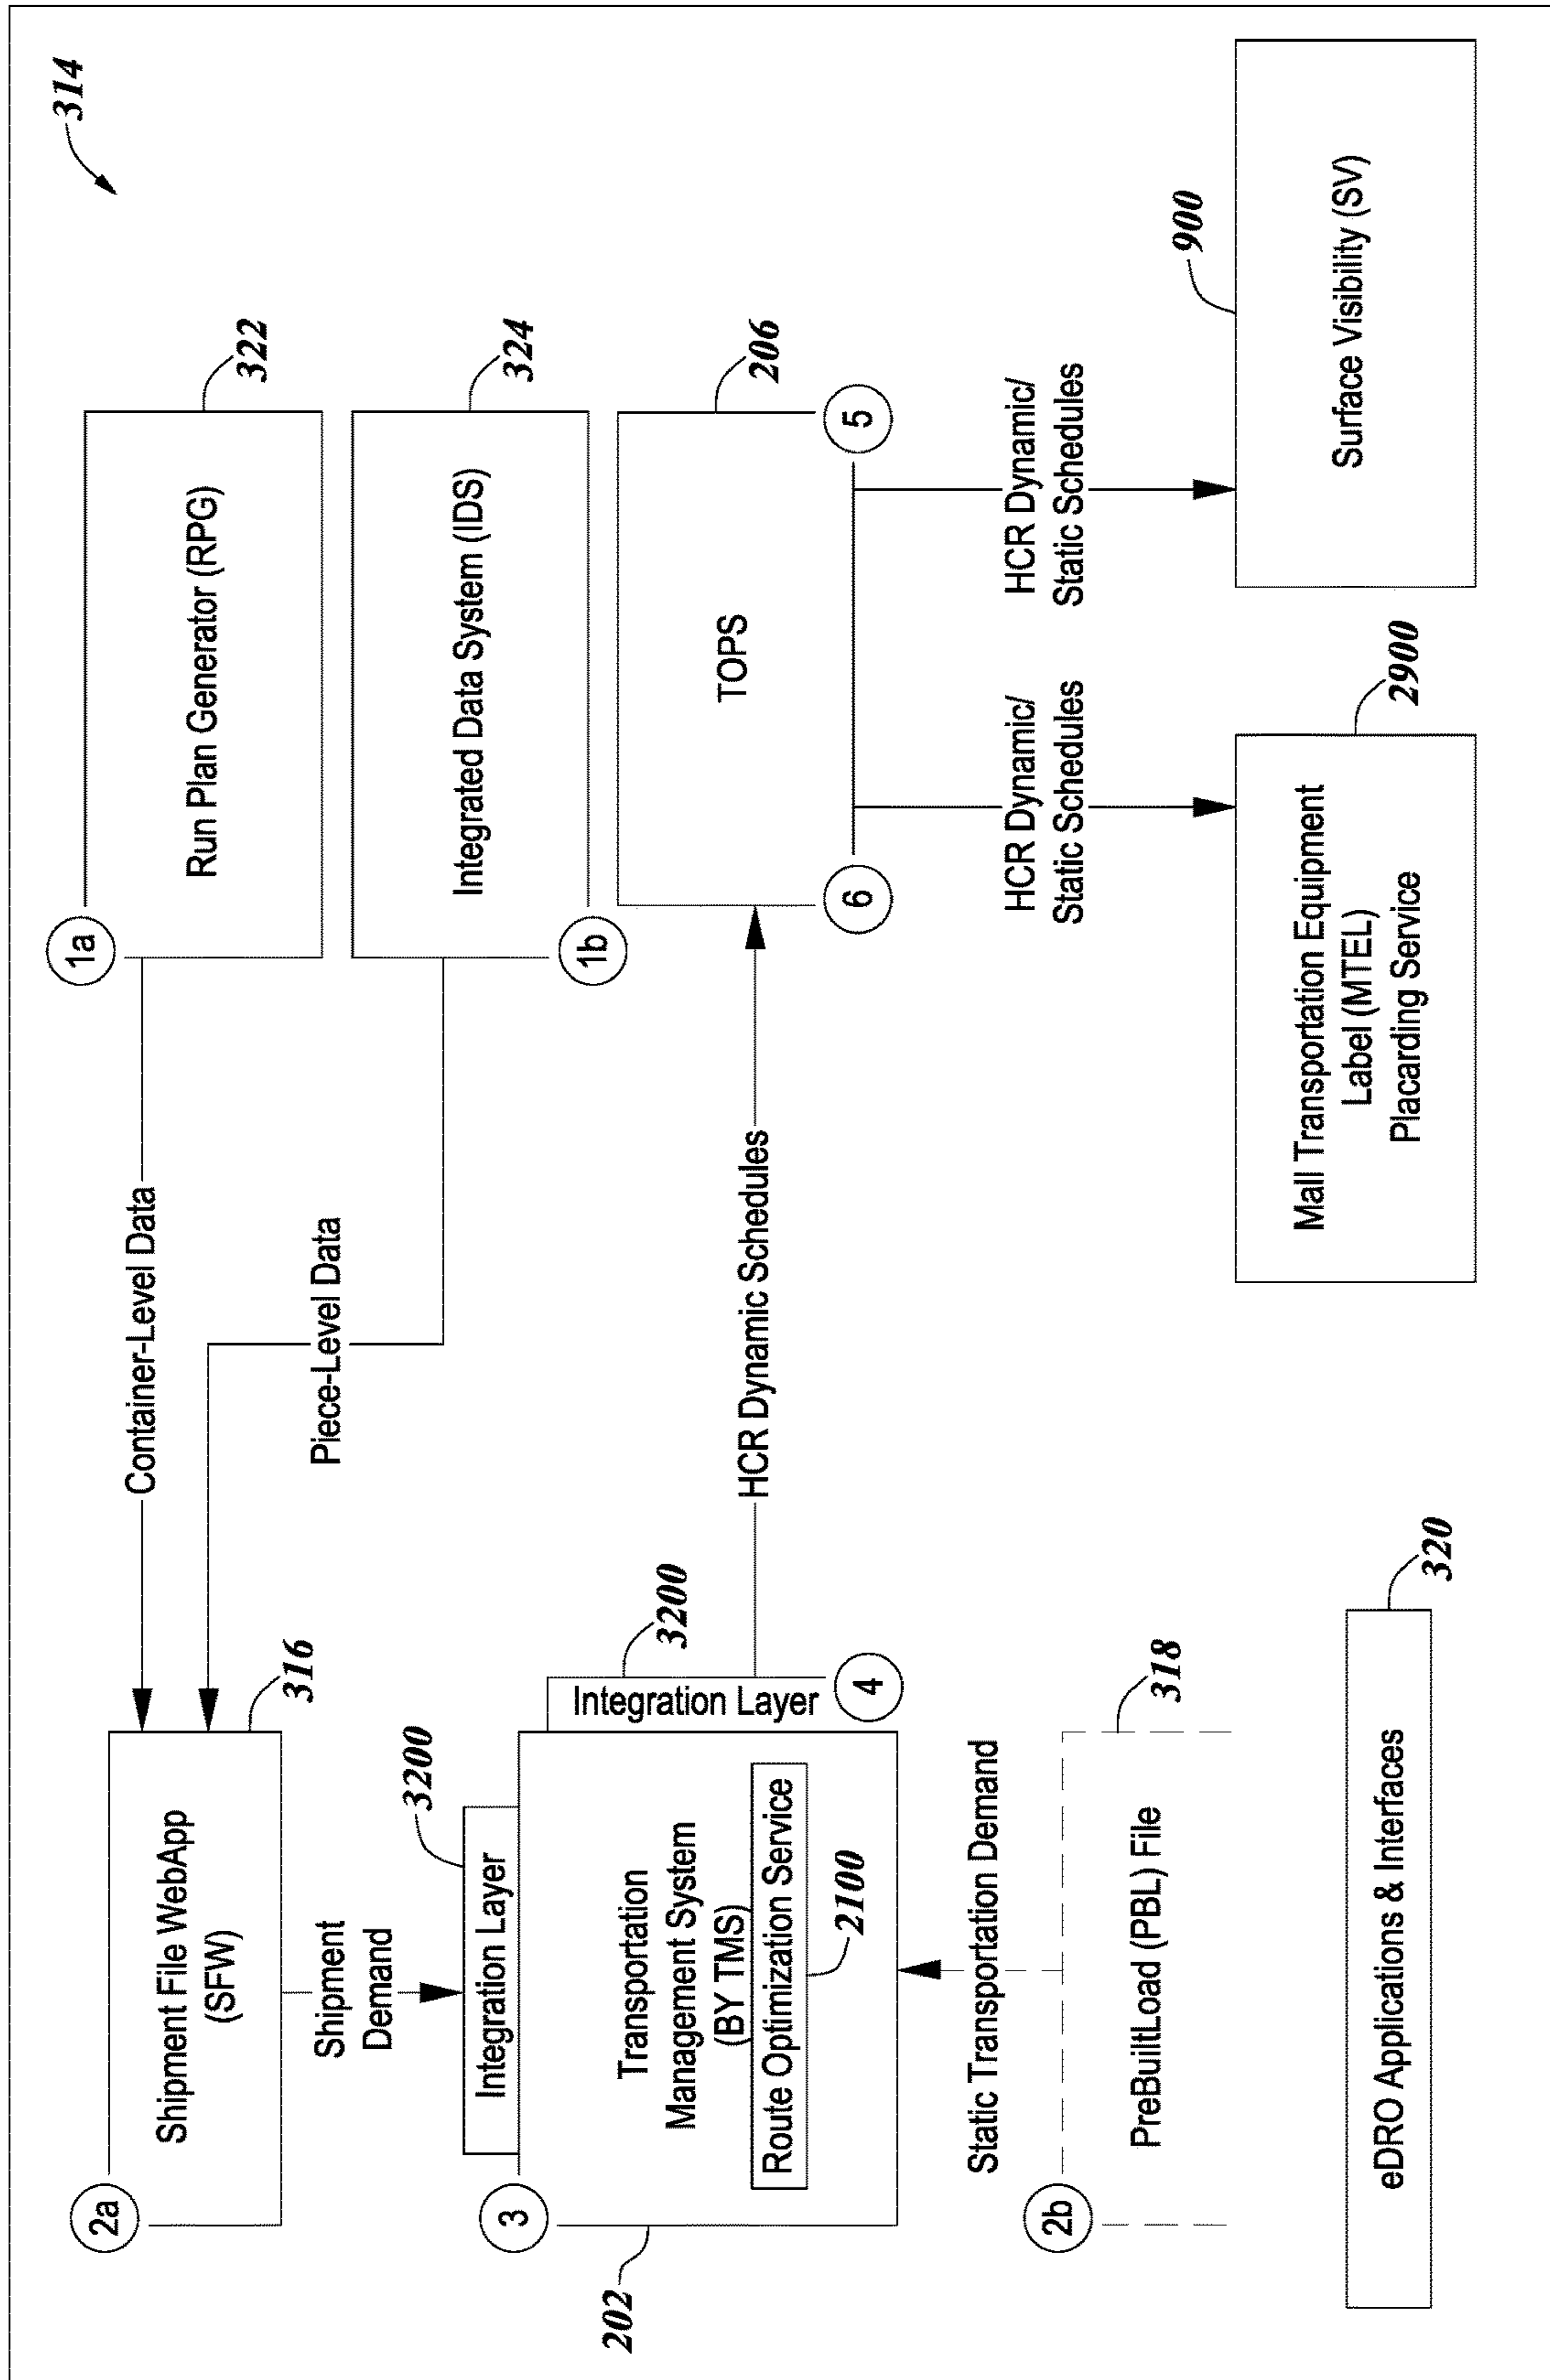 314
1a
Run Plan Generator (RPG)
322
Container-Level Data
2a
Shipment File WebApp
(SFW)
316
1b
Integrated Data System (IDS)
324
Piece-Level Data
Shipment
Demand
Integration Layer
3200
3
Transportation
Management System
(BY TMS)
Route Optimization Service
2100
202
Integration Layer
3200
4
HCR Dynamic Schedules
TOPS
206
6
5
HCR Dynamic/
Static Schedules
HCR Dynamic/
Static Schedules
Static Transportation Demand
2b
PreBuiltLoad (PBL) File
318
Mall Transportation Equipment
Label (MTEL)
Placarding Service
2900
Surface Visibility (SV)
900
eDRO Applications & Interfaces
320